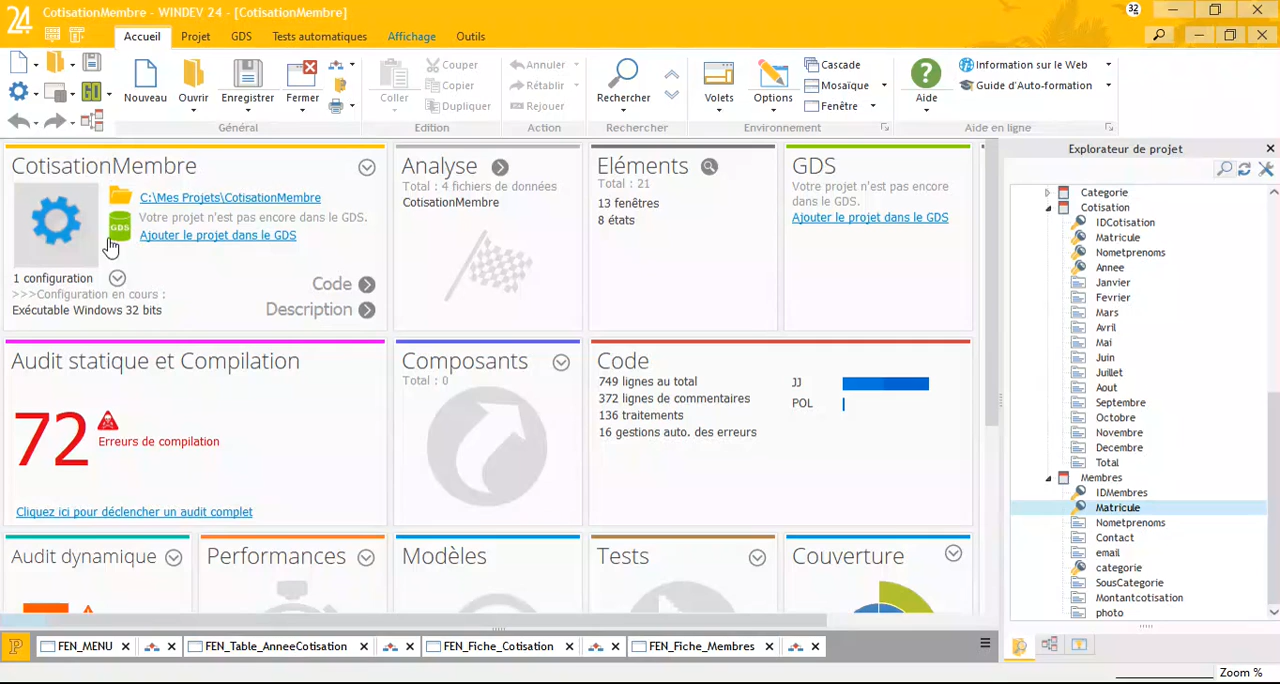 24 CotisationMembre - WINDEV 24 - [CotisationMembre] 32
Accueil Projet GDS Tests automatiques Affichage Outils
Nouveau Ouvrir Enregistrer Fermer
Général
Coller Couper Copier Dupliquer
Edition
Annuler Rétablir Rejouer
Action
Rechercher
Rechercher
Volets Options Cascade Mosaïque Fenêtre
Environnement
Aide Information sur le Web Guide d'Auto-formation
Aide en ligne
GO
CotisationMembre
C:\Mes Projets\CotisationMembre
Votre projet n'est pas encore dans le GDS.
GDS
Ajouter le projet dans le GDS
1 configuration
>>>Configuration en cours :
Exécutable Windows 32 bits
Code
Description
Analyse
Total : 4 fichiers de données
CotisationMembre
Eléments
Total : 21
13 fenêtres
8 états
GDS
Votre projet n'est pas encore
dans le GDS.
Ajouter le projet dans le GDS
Audit statique et Compilation
72
Erreurs de compilation
Cliquez ici pour déclencher un audit complet
Composants
Total : 0
Code
749 lignes au total
372 lignes de commentaires
136 traitements
16 gestions auto. des erreurs
JJ
POL
Audit dynamique
Performances
Modèles
Tests
Couverture
P
FEN_MENU
FEN_Table_AnneeCotisation
FEN_Fiche_Cotisation
FEN_Fiche_Membres
Explorateur de projet
Categorie
Cotisation
IDCotisation
Matricule
Nometprenoms
Annee
Janvier
Fevrier
Mars
Avril
Mai
Juin
Juillet
Aout
Septembre
Octobre
Novembre
Decembre
Total
Membres
IDMembres
Matricule
Nometprenoms
Contact
email
categorie
SousCategorie
Montantcotisation
photo
Zoom %